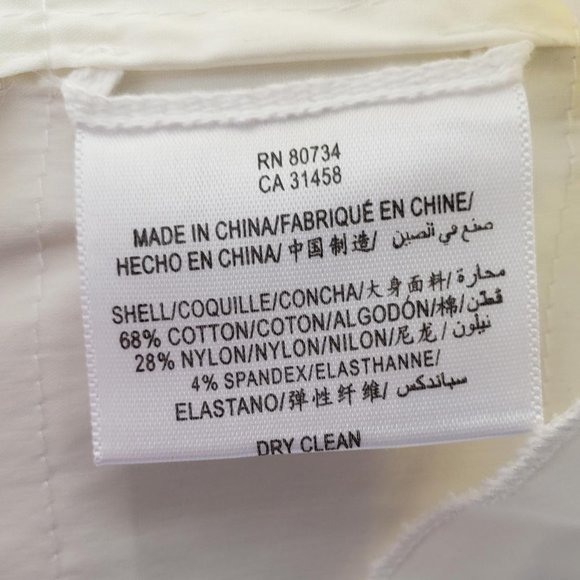 RN 80734
CA 31458
MADE IN CHINA/FABRIQUÉ EN CHINE/
HECHO EN CHINA/ 中国制造/ صنع في الصين
SHELL/COQUILLE/CONCHA/大身面料/ محارة/
68% COTTON/COTON/ALGODÓN/棉/ قطن/
28% NYLON/NYLON/NILON/尼龙/ نيلون/
4% SPANDEX/ELASTHANNE/
ELASTANO/弹性纤维/ سباندكس
DRY CLEAN